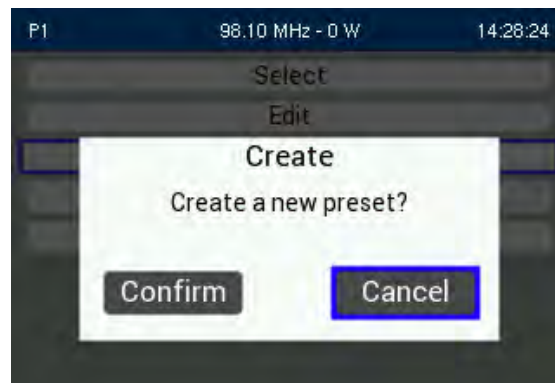 P1 98.10 MHz - 0 W 14:28:24
Select
Edit
Create
Create a new preset?
Confirm Cancel